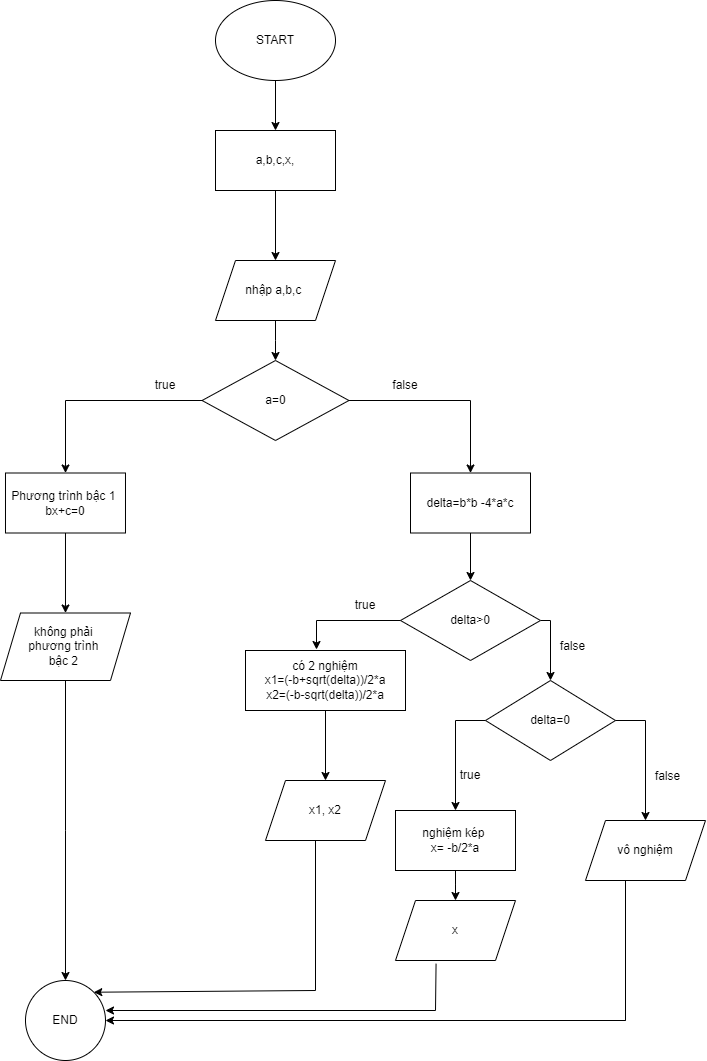 START
a,b,c,x,
nhập a,b,c
true
false
a=0
Phương trình bậc 1
bx+c=0
delta=b*b -4*a*c
không phải
phương trình
bậc 2
true
delta>0
false
có 2 nghiệm
x1=(-b+sqrt(delta))/2*a
x2=(-b-sqrt(delta))/2*a
delta=0
true
false
x1, x2
nghiệm kép
x= -b/2*a
vô nghiệm
x
END